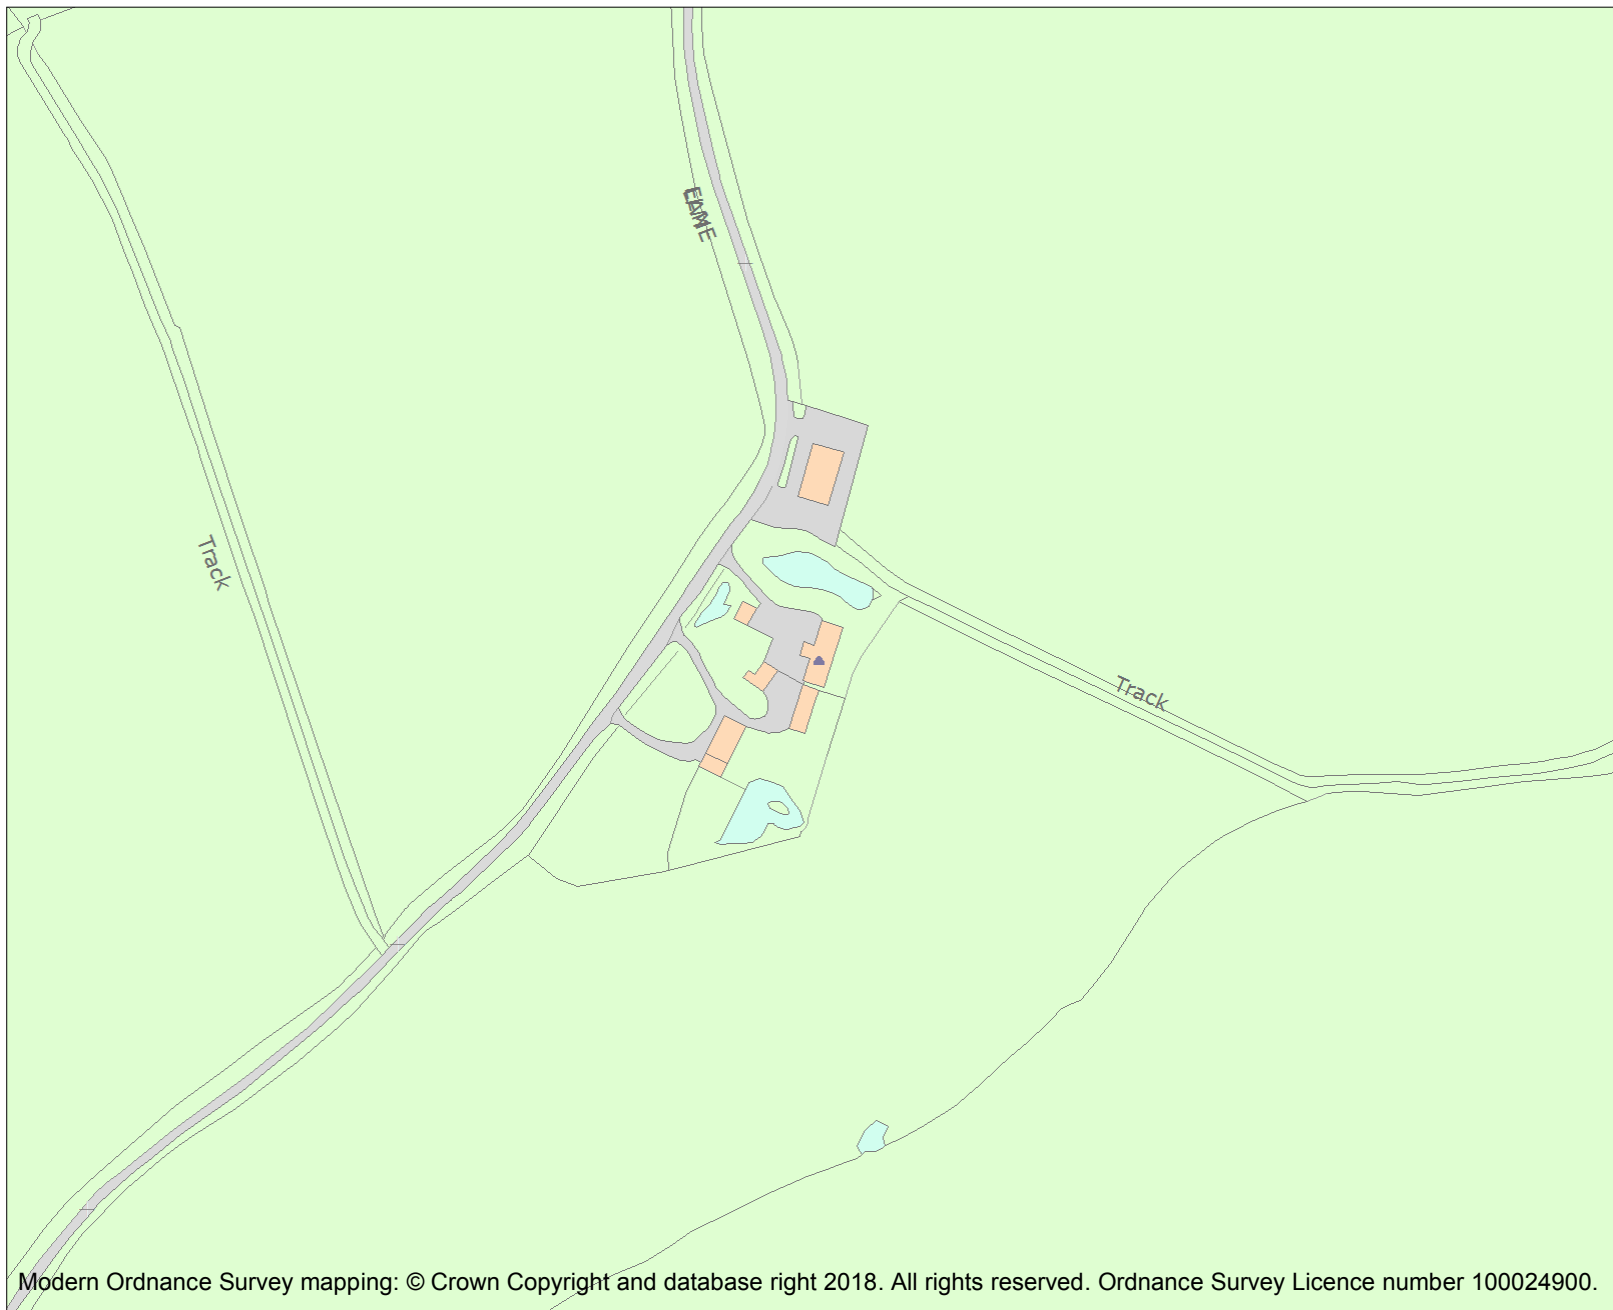 LANE
Track
Track
Modern Ordnance Survey mapping: © Crown Copyright and database right 2018. All rights reserved. Ordnance Survey Licence number 100024900.